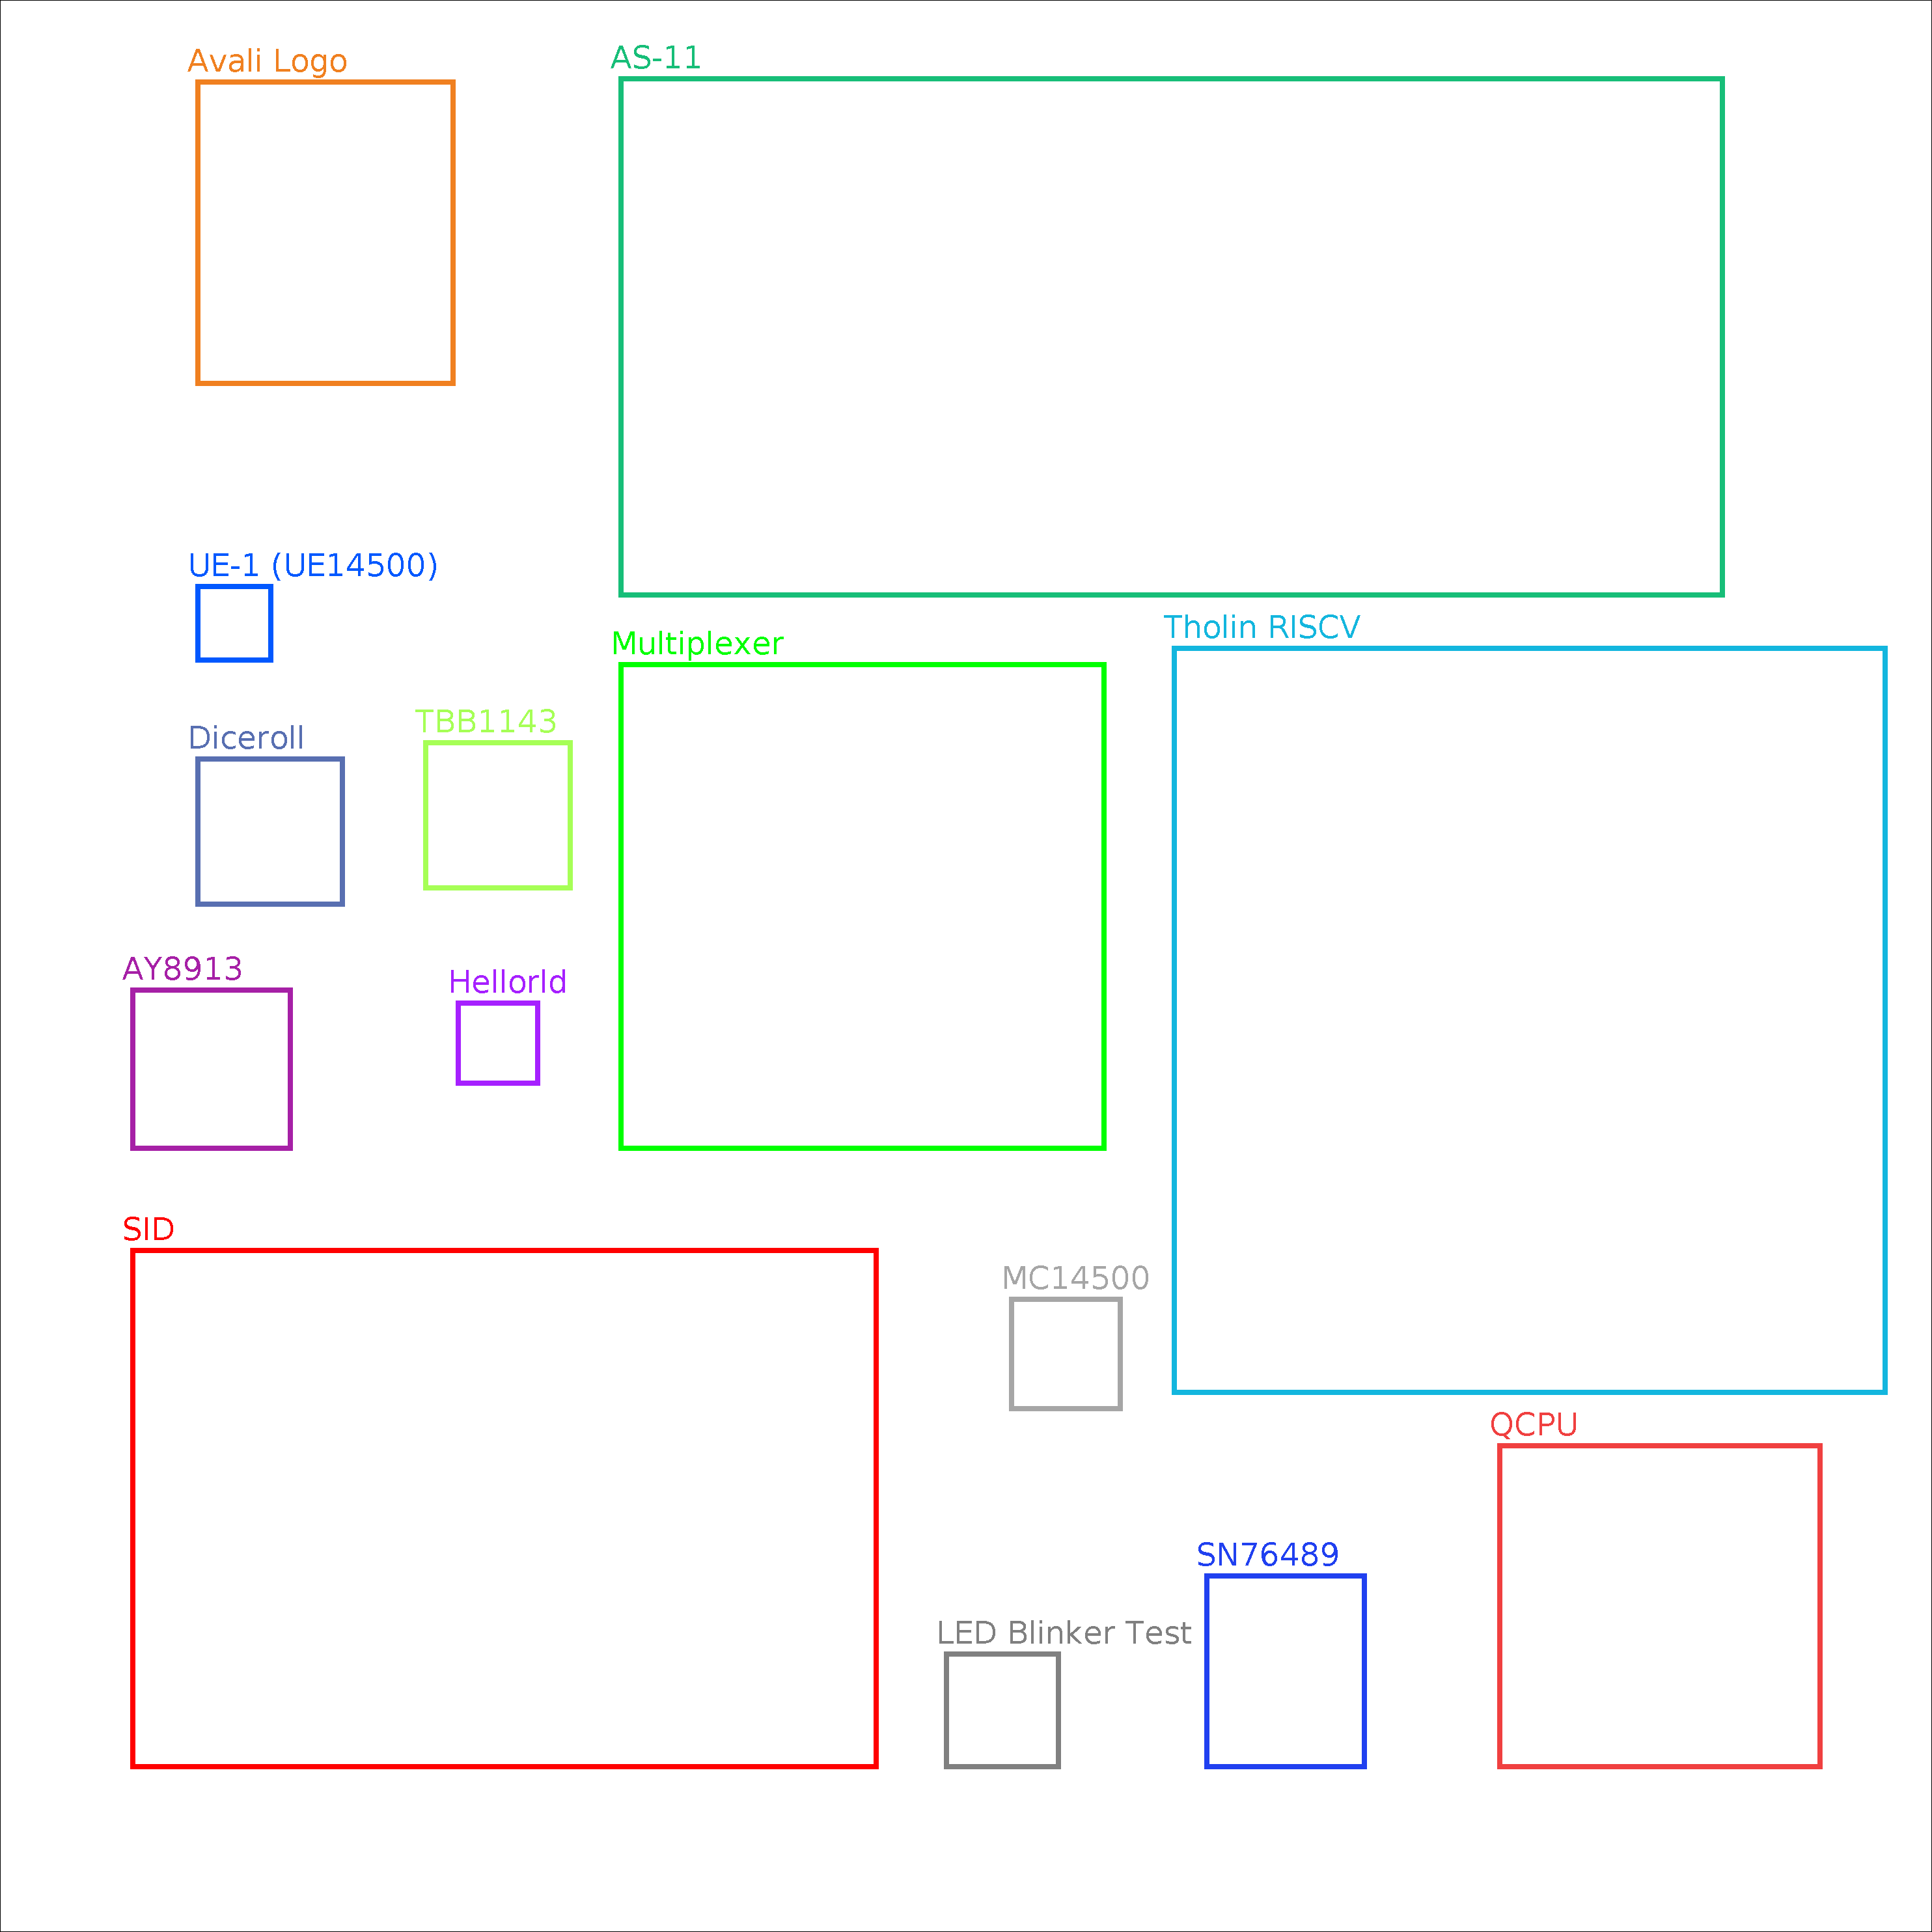 Avali Logo
AS-11
UE-1 (UE14500)
Multiplexer
Tholin RISCV
Diceroll
TBB1143
AY8913
Hellorld
SID
MC14500
QCPU
SN76489
LED Blinker Test